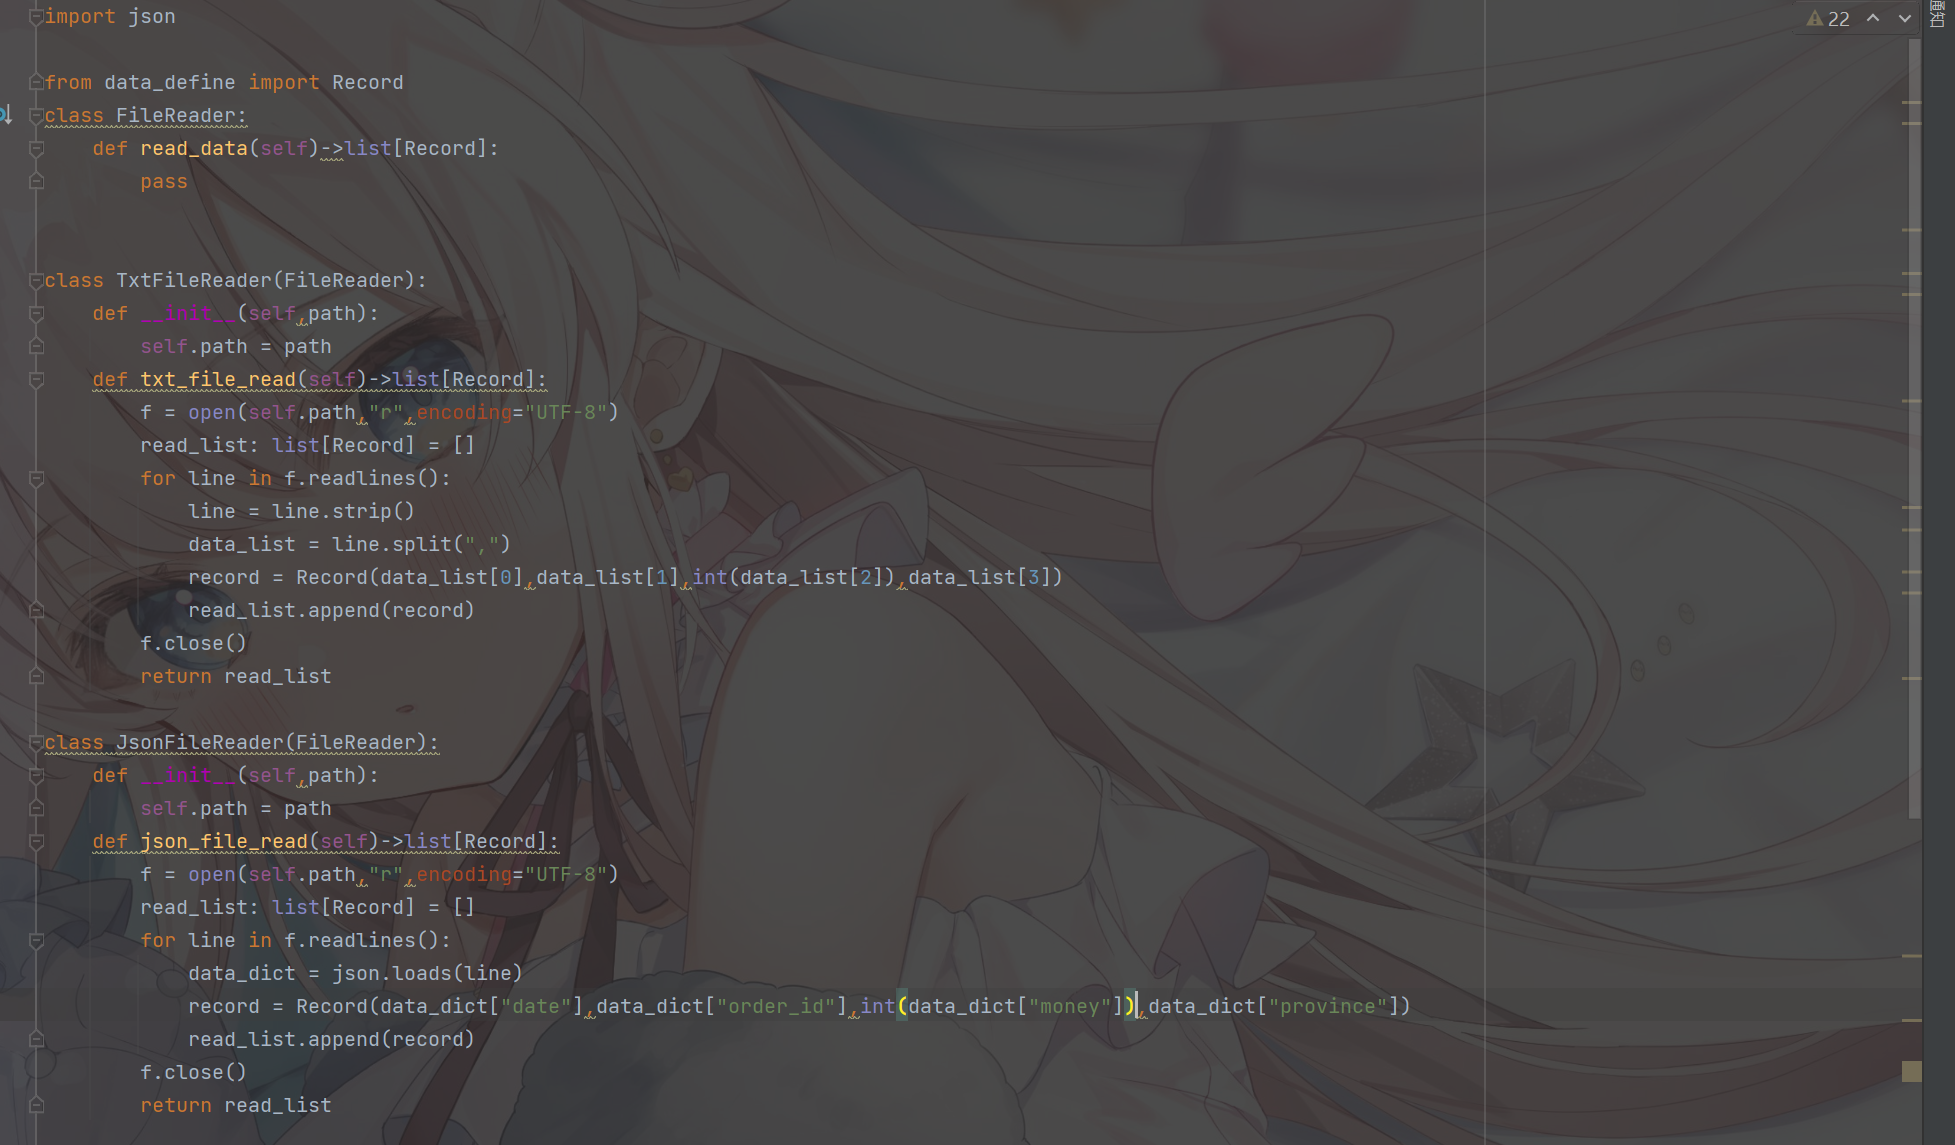 import json
22
通知
from data_define import Record
class FileReader:
    def read_data(self)->list[Record]:
        pass
class TxtFileReader(FileReader):
    def __init__(self,path):
        self.path = path
    def txt_file_read(self)->list[Record]:
        f = open(self.path,"r",encoding="UTF-8")
        read_list: list[Record] = []
        for line in f.readlines():
            line = line.strip()
            data_list = line.split(",")
            record = Record(data_list[0],data_list[1],int(data_list[2]),data_list[3])
            read_list.append(record)
        f.close()
        return read_list
class JsonFileReader(FileReader):
    def __init__(self,path):
        self.path = path
    def json_file_read(self)->list[Record]:
        f = open(self.path,"r",encoding="UTF-8")
        read_list: list[Record] = []
        for line in f.readlines():
            data_dict = json.loads(line)
            record = Record(data_dict["date"],data_dict["order_id"],int(data_dict["money"]),data_dict["province"])
            read_list.append(record)
        f.close()
        return read_list